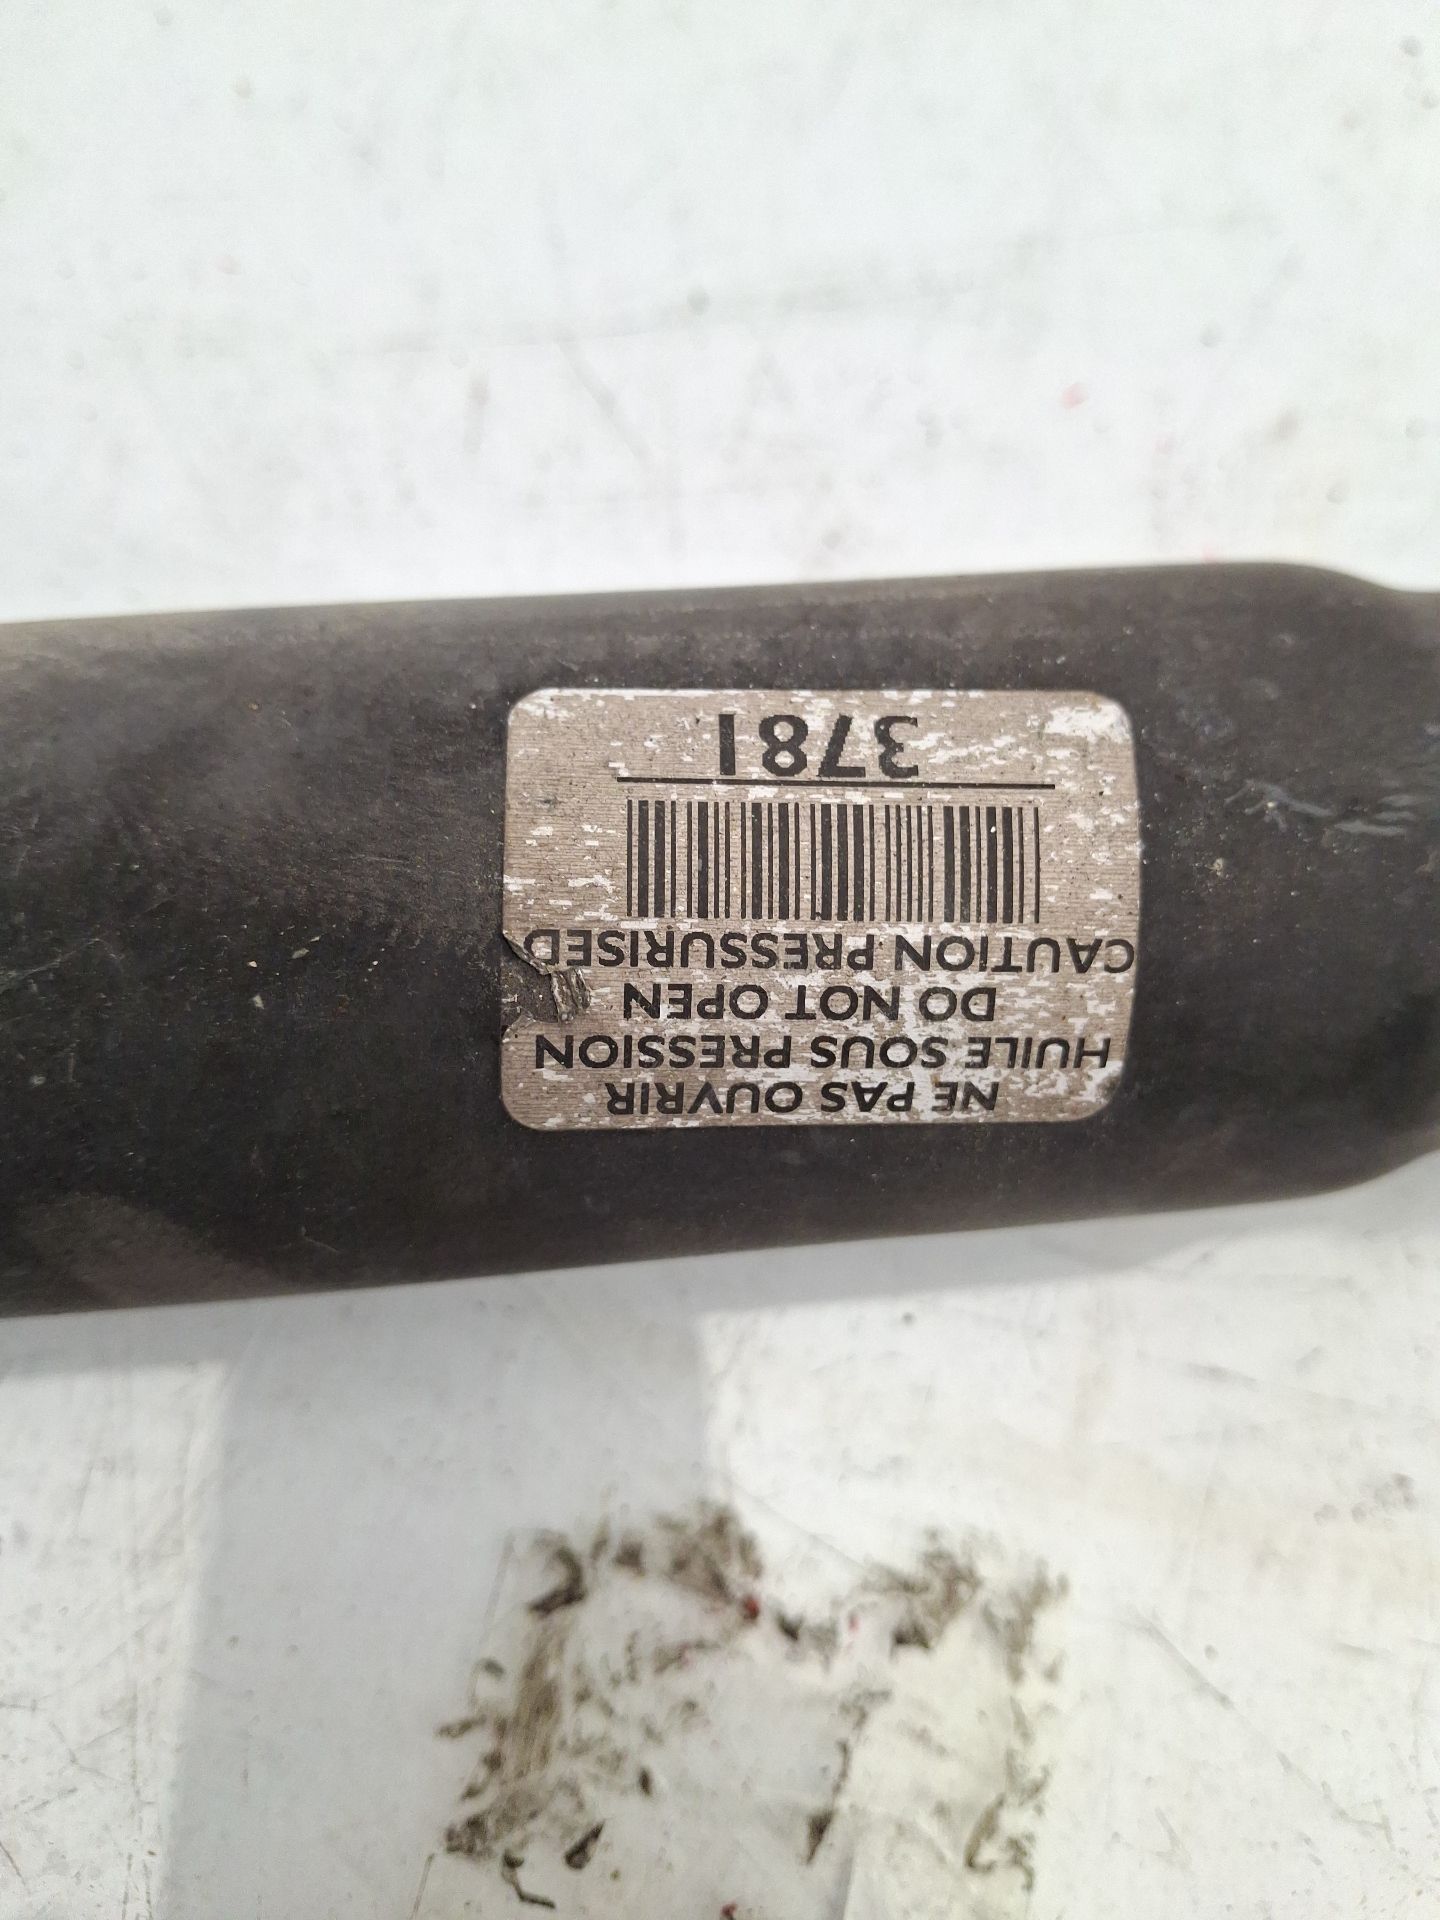 NE PAS OUVRIR
HUILE SOUS PRESSION
DO NOT OPEN
CAUTION PRESSURISED
3781